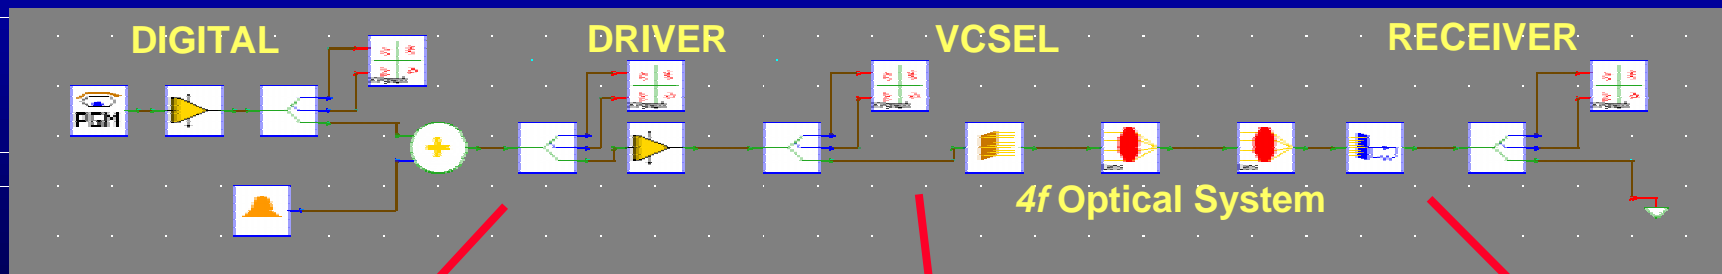 DIGITAL
DRIVER
VCSEL
RECEIVER
PGM
4f Optical System